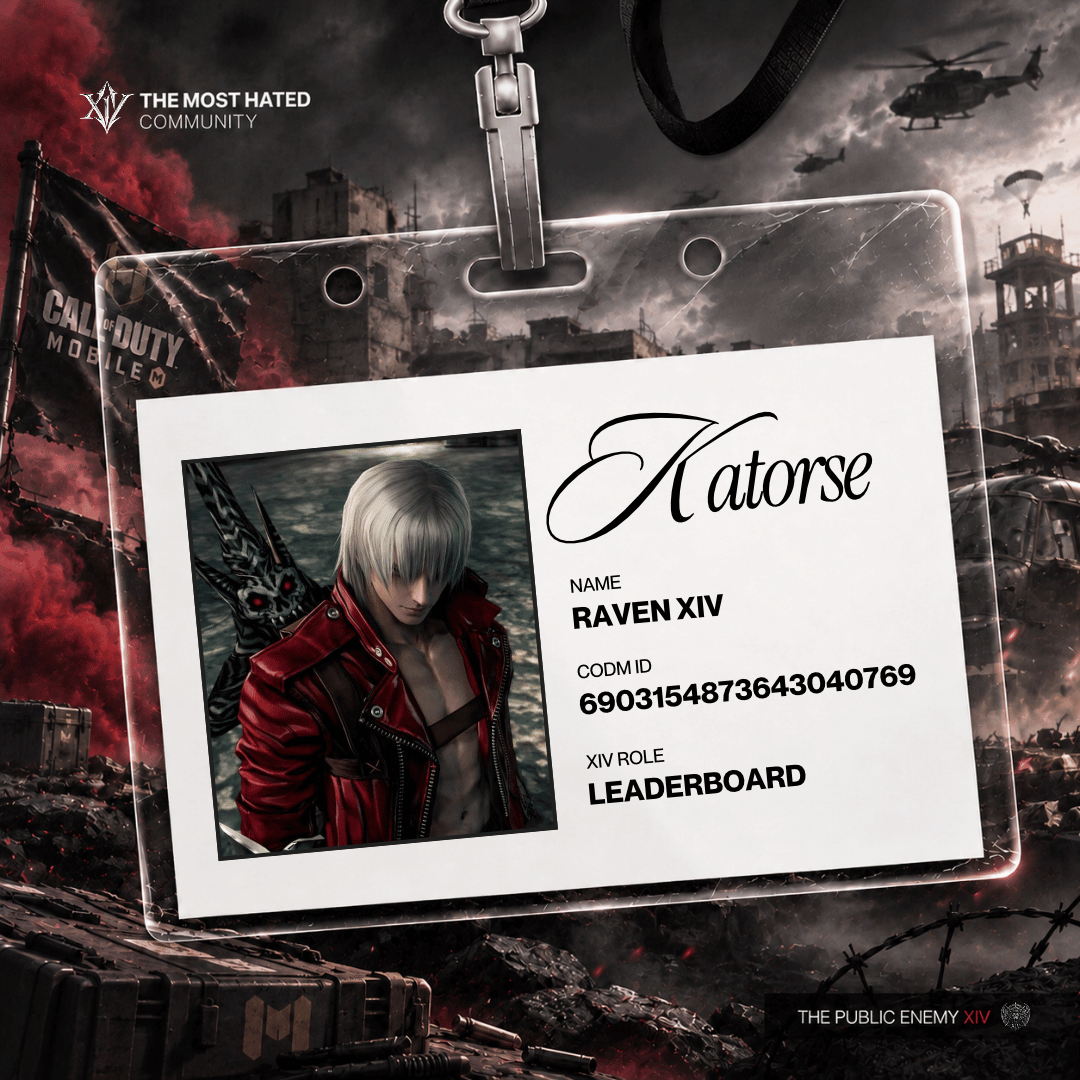 XIV
THE MOST HATED
COMMUNITY
CALL OF DUTY
MOBILE
Katorse
NAME
RAVEN XIV
CODM ID
6903154873643040769
XIV ROLE
LEADERBOARD
THE PUBLIC ENEMY XIV